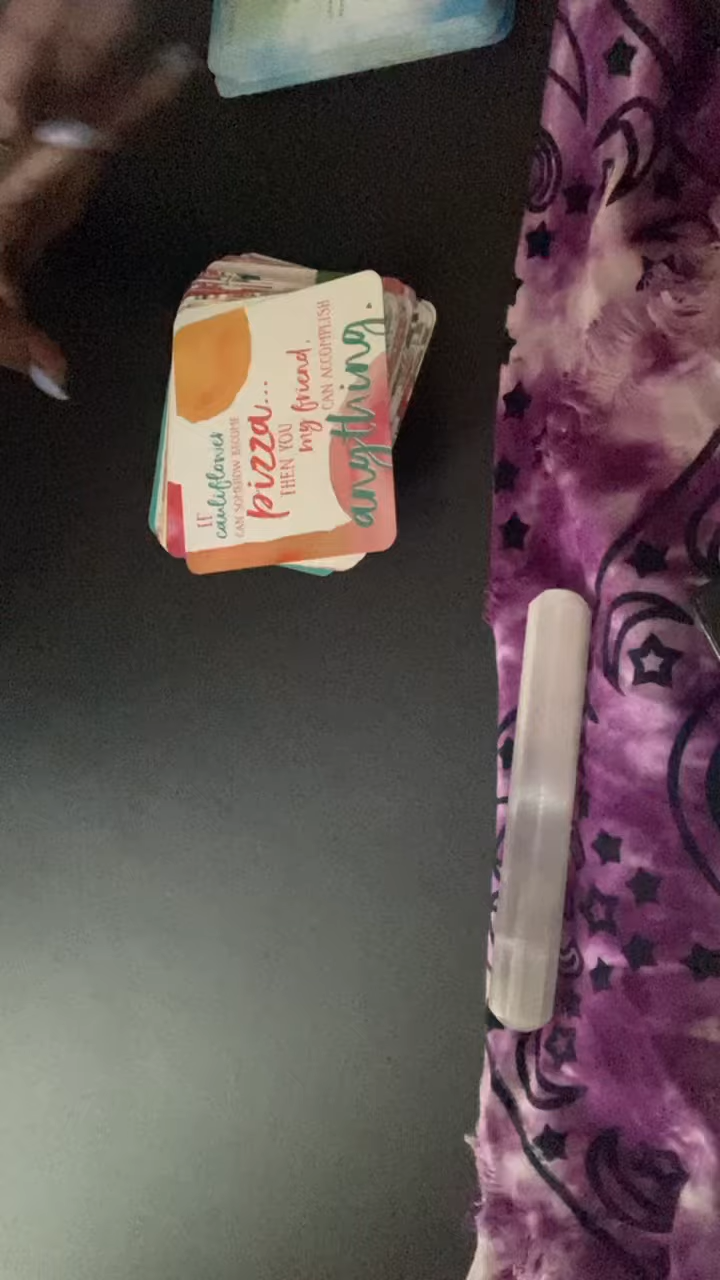 IF
cauliflower
CAN SOMEHOW BECOME
pizza...
THEN YOU
my friend,
CAN ACCOMPLISH
anything.